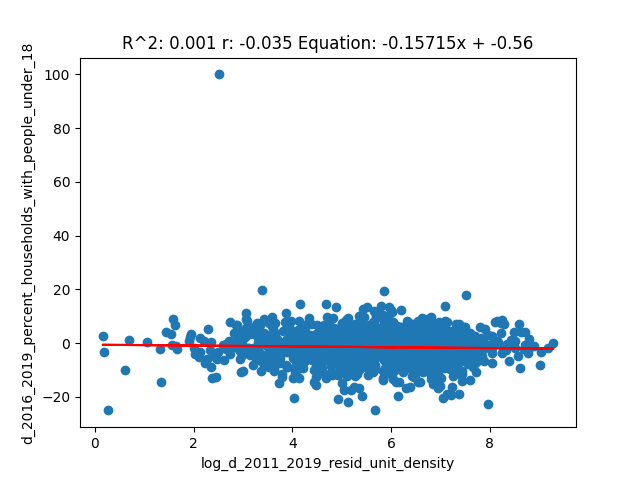 R^2: 0.001 r: -0.035 Equation: -0.15715x + -0.56
d_2016_2019_percent_households_with_people_under_18
100
80
60
40
20
0
−20
0 2 4 6 8
log_d_2011_2019_resid_unit_density